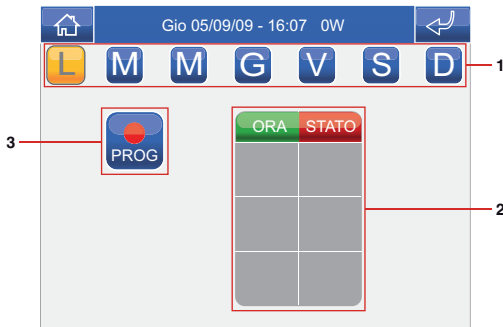 Gio 05/09/09 - 16:07 0W
L M M G V S D
1
3
PROG
ORA STATO
2